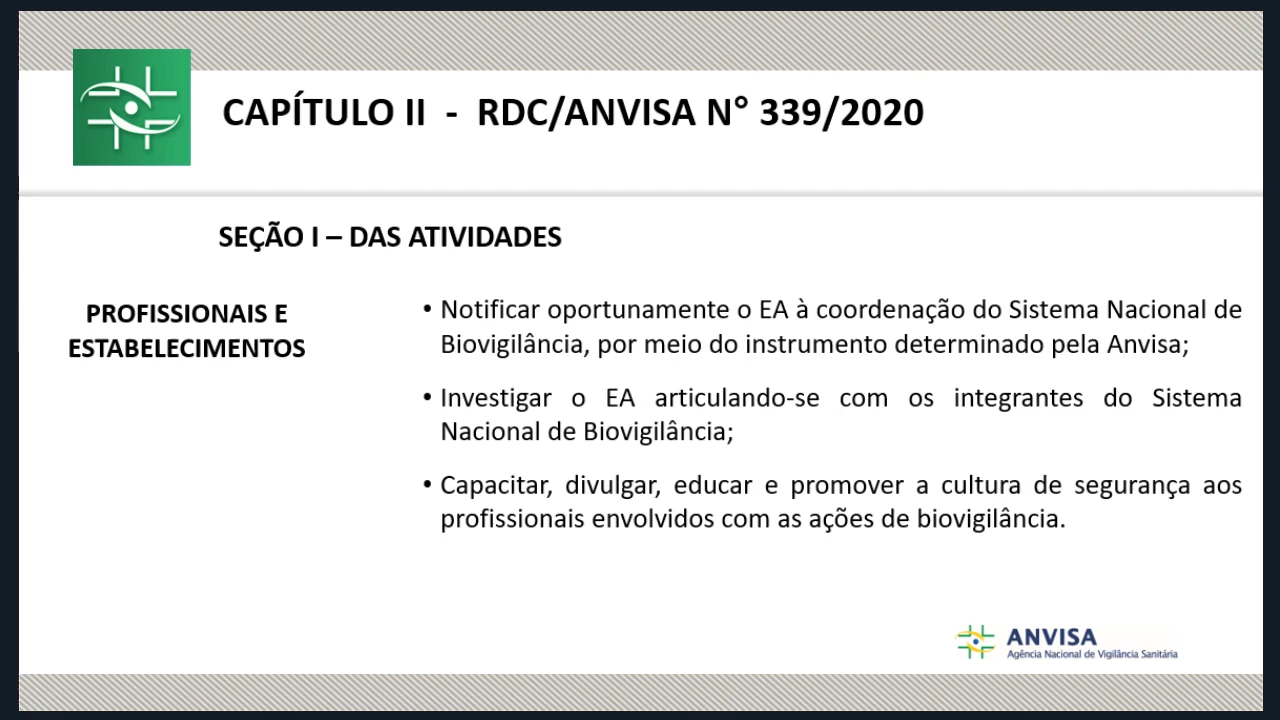 CAPÍTULO II - RDC/ANVISA N° 339/2020
SEÇÃO I – DAS ATIVIDADES
PROFISSIONAIS E
ESTABELECIMENTOS
• Notificar oportunamente o EA à coordenação do Sistema Nacional de
Biovigilância, por meio do instrumento determinado pela Anvisa;
• Investigar o EA articulando-se com os integrantes do Sistema
Nacional de Biovigilância;
• Capacitar, divulgar, educar e promover a cultura de segurança aos
profissionais envolvidos com as ações de biovigilância.
ANVISA
Agência Nacional de Vigilância Sanitária